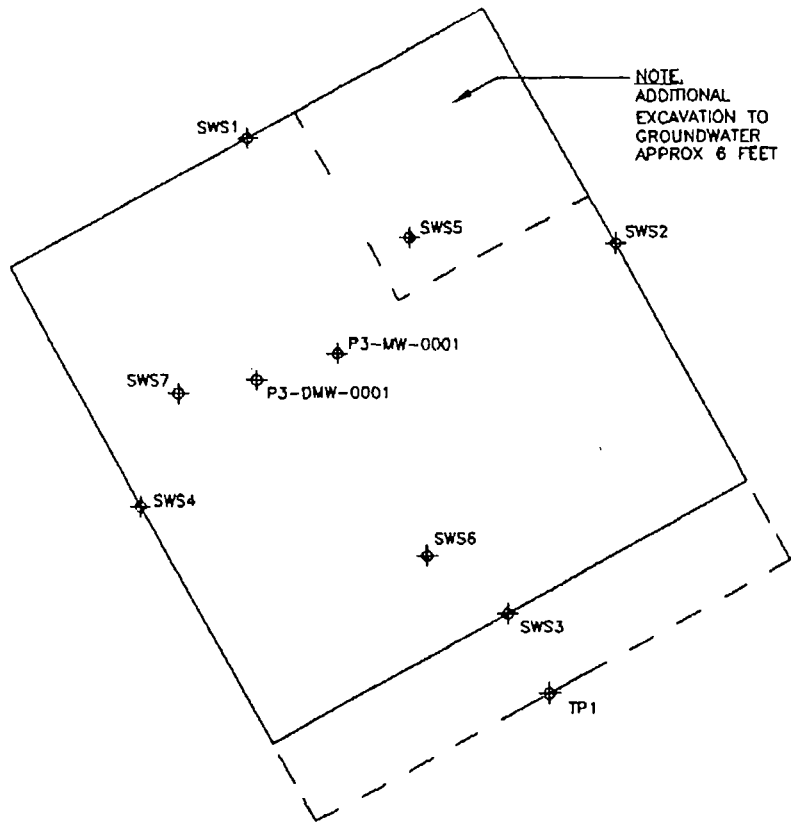 NOTE.
ADDITIONAL
EXCAVATION TO
GROUNDWATER
APPROX 6 FEET
SWS1
SWS5
SWS2
P3-MW-0001
SWS7
P3-DMW-0001
SWS4
SWS6
SWS3
TP1